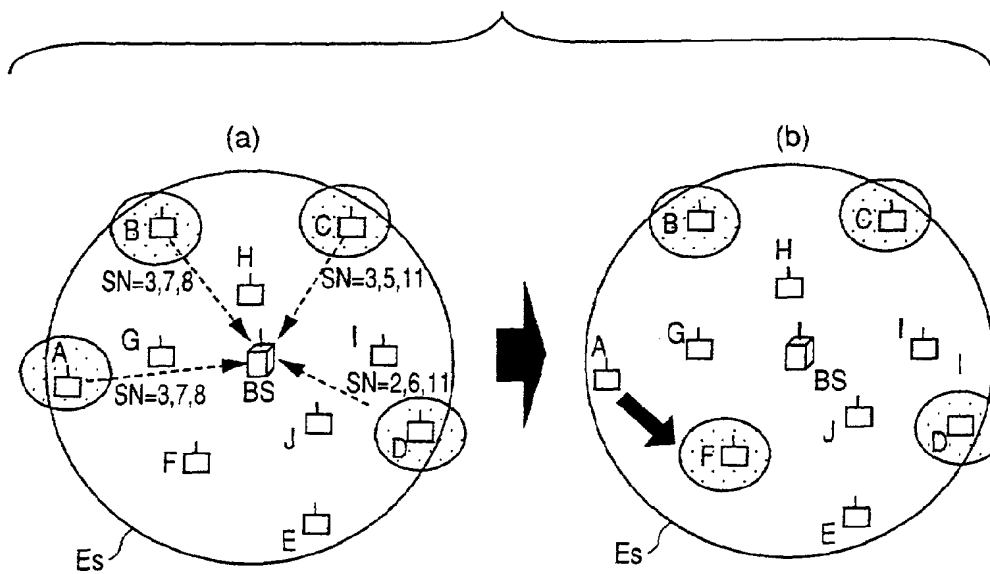 (a)
B
C
H
SN=3,7,8
SN=3,5,11
G
I
A
BS
SN=3,7,8
SN=2,6,11
J
D
F
E
Es
(b)
B
C
H
G
I
A
BS
I
J
D
F
E
Es